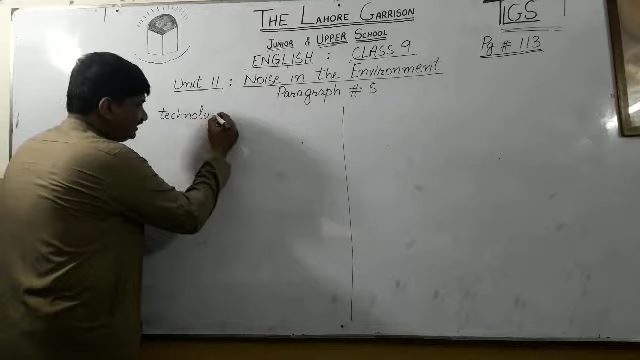 THE LAHORE GARRISON
JUNIOR & UPPER SCHOOL
ENGLISH : CLASS 9
Unit 11 : Noise in the Environment
Paragraph # 5
TGS
Pg # 113
technolo